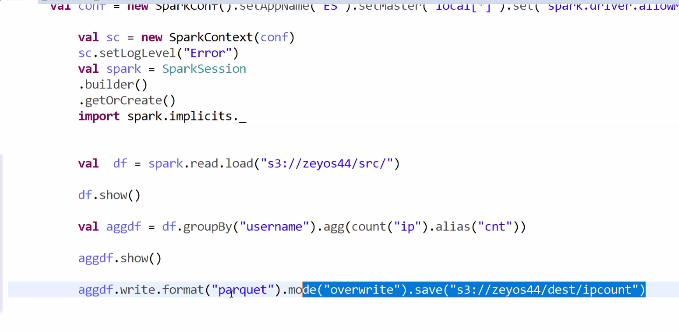 val conf = new SparkConf().setAppName("ES").setMaster("local[*]").set("spark.driver.allowM
val sc = new SparkContext(conf)
sc.setLogLevel("Error")
val spark = SparkSession
.builder()
.getOrCreate()
import spark.implicits._
val df = spark.read.load("s3://zeyos44/src/")
df.show()
val aggdf = df.groupBy("username").agg(count("ip").alias("cnt"))
aggdf.show()
aggdf.write.format("parquet").mode("overwrite").save("s3://zeyos44/dest/ipcount")